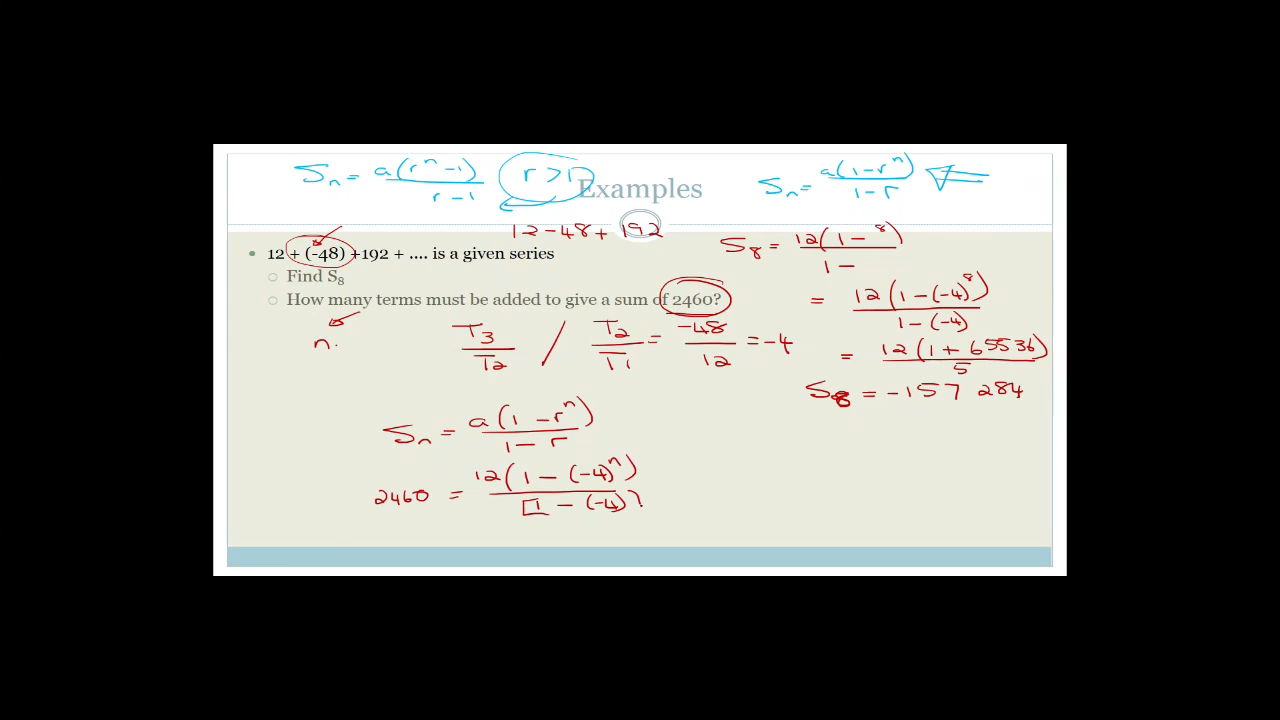 Sn = a(r^n - 1) / r - 1
r > 1
Examples
Sn = a(1 - r^n) / 1 - r
12 - 48 + 192
• 12 + (-48) +192 + .... is a given series
○ Find S8
○ How many terms must be added to give a sum of 2460?
n.
T3 / T2
T2 / T1 = -48 / 12 = -4
S8 = 12(1 - ^8) / 1 -
= 12(1 - (-4)^8) / 1 - (-4)
= 12(1 + 65536) / 5
S8 = -157 284
Sn = a(1 - r^n) / 1 - r
2460 = 12(1 - (-4)^n) / 1 - (-4)